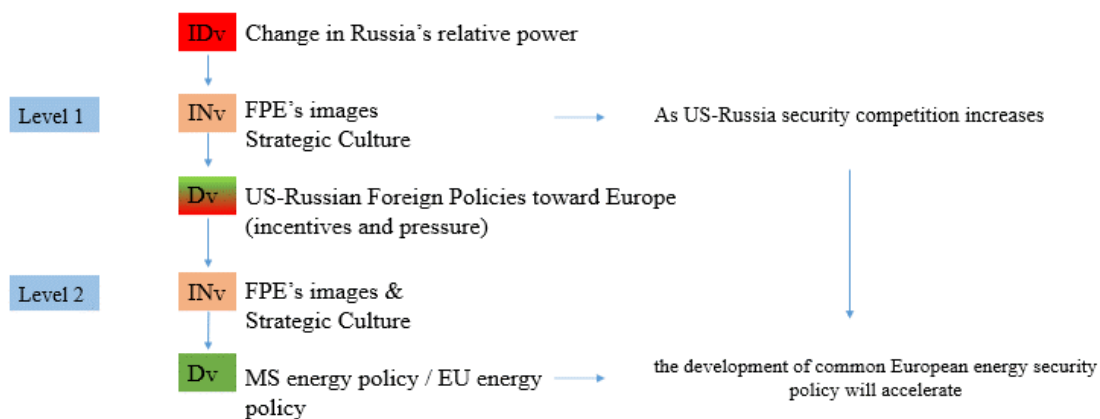 IDv Change in Russia's relative power
Level 1 INv FPE's images
Strategic Culture
As US-Russia security competition increases
Dv US-Russian Foreign Policies toward Europe
(incentives and pressure)
Level 2 INv FPE's images &
Strategic Culture
Dv MS energy policy / EU energy
policy
the development of common European energy security
policy will accelerate